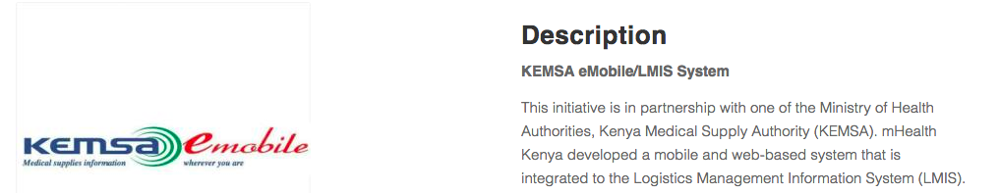 KEMSA emobile
Medical supplies information wherever you are
Description
KEMSA eMobile/LMIS System
This initiative is in partnership with one of the Ministry of Health
Authorities, Kenya Medical Supply Authority (KEMSA). mHealth
Kenya developed a mobile and web-based system that is
integrated to the Logistics Management Information System (LMIS).